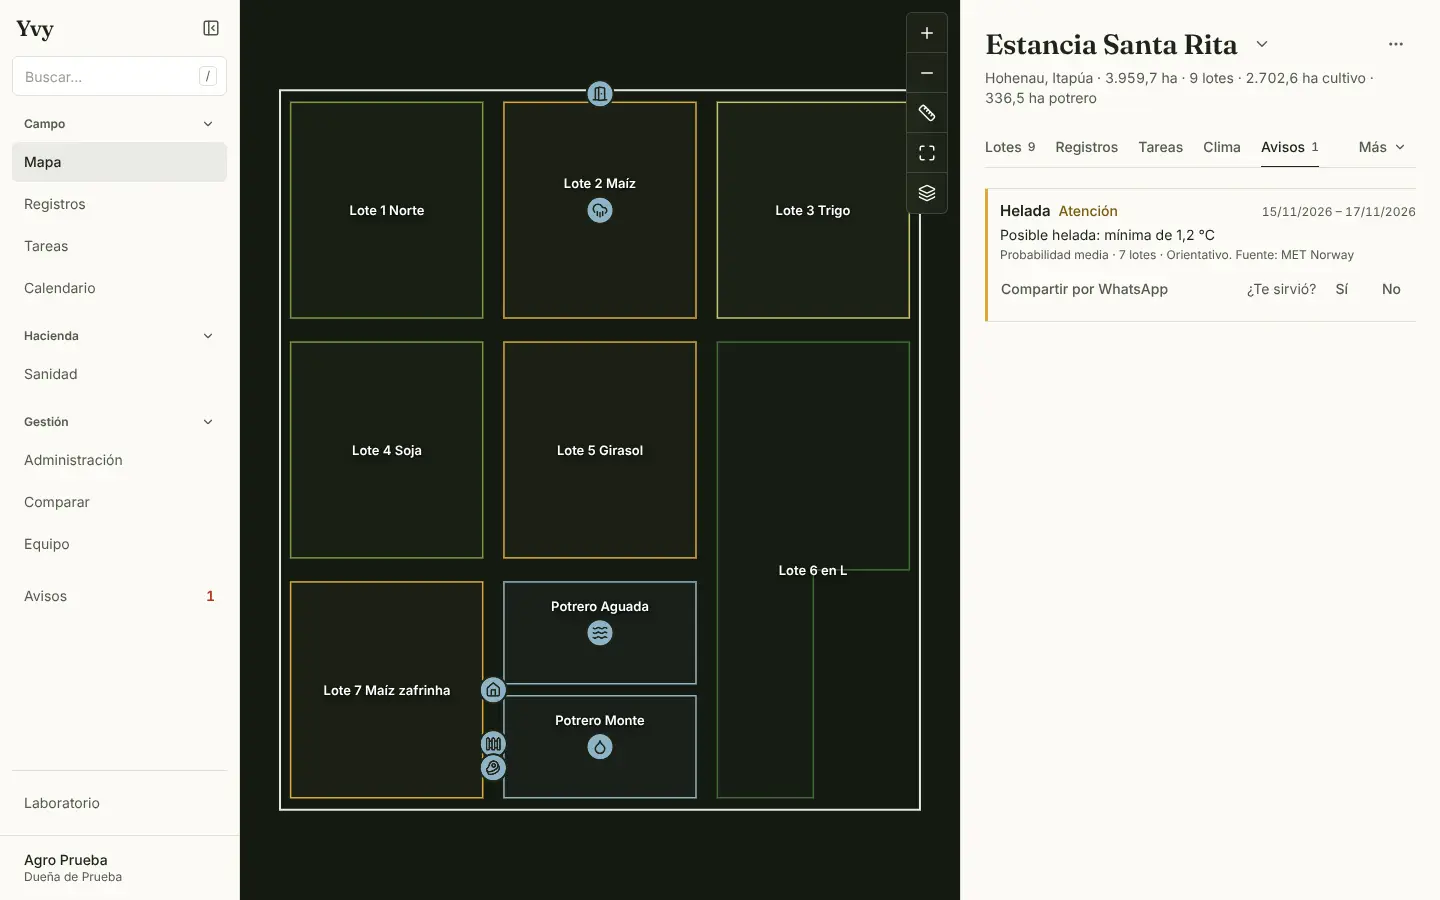 Yvy
Buscar...
/
Campo
Mapa
Registros
Tareas
Calendario
Hacienda
Sanidad
Gestión
Administración
Comparar
Equipo
Avisos 1
Laboratorio
Agro Prueba
Dueña de Prueba
Lote 1 Norte
Lote 2 Maíz
Lote 3 Trigo
Lote 4 Soja
Lote 5 Girasol
Lote 6 en L
Lote 7 Maíz zafrinha
Potrero Aguada
Potrero Monte
Estancia Santa Rita
Hohenau, Itapúa · 3.959,7 ha · 9 lotes · 2.702,6 ha cultivo ·
336,5 ha potrero
Lotes 9 Registros Tareas Clima Avisos 1 Más
Helada Atención 15/11/2026 – 17/11/2026
Posible helada: mínima de 1,2 °C
Probabilidad media · 7 lotes · Orientativo. Fuente: MET Norway
Compartir por WhatsApp ¿Te sirvió? Sí No